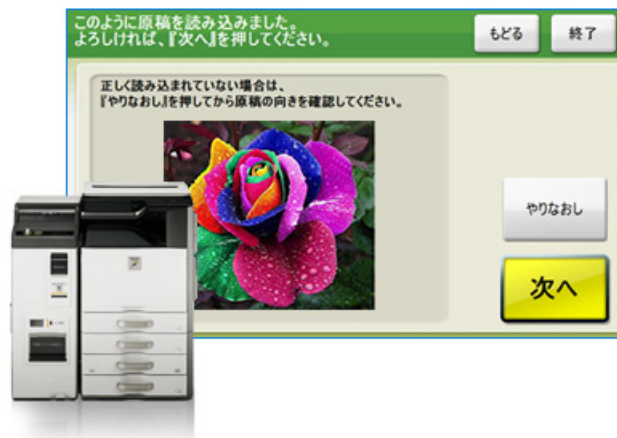 このように原稿を読み込みました。
よろしければ、『次へ』を押してください。
もどる
終了
正しく読み込まれていない場合は、
『やりなおし』を押してから原稿の向きを確認してください。
やりなおし
次へ